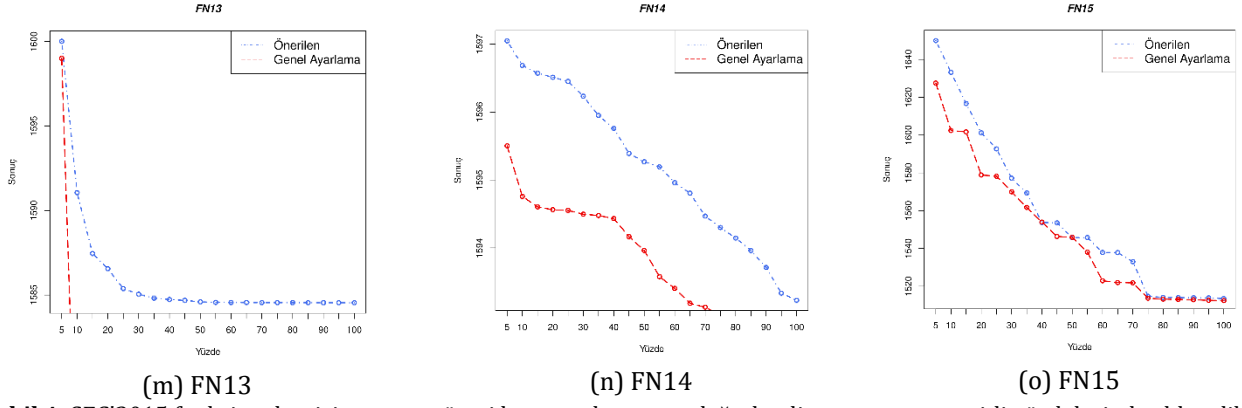 FN13
1600
1595
1590
1585
Sonuç
Önerilen
Genel Ayarlama
5 10 20 30 40 50 60 70 80 90 100
Yüzde
(m) FN13
FN14
1597
1596
1595
1594
Sonuç
Önerilen
Genel Ayarlama
5 10 20 30 40 50 60 70 80 90 100
Yüzde
(n) FN14
FN15
1640
1620
1600
1580
1560
1540
1520
Sonuç
Önerilen
Genel Ayarlama
5 10 20 30 40 50 60 70 80 90 100
Yüzde
(o) FN15